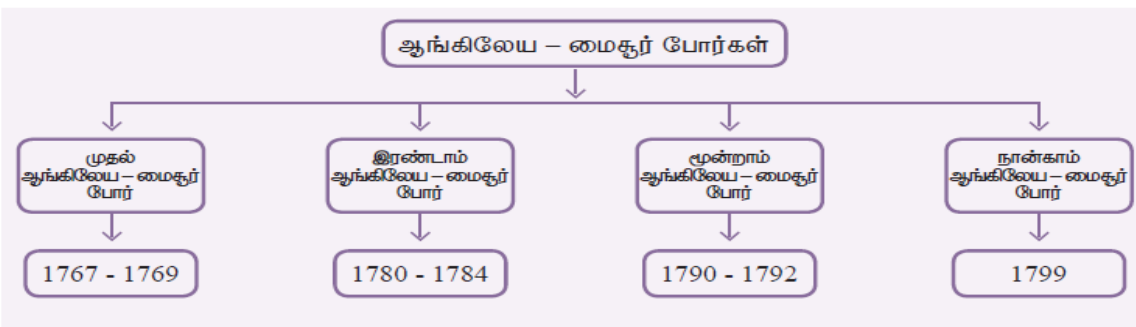 ஆங்கிலேய – மைசூர் போர்கள்
முதல்
ஆங்கிலேய – மைசூர்
போர்
இரண்டாம்
ஆங்கிலேய – மைசூர்
போர்
மூன்றாம்
ஆங்கிலேய – மைசூர்
போர்
நான்காம்
ஆங்கிலேய – மைசூர்
போர்
1767 - 1769
1780 - 1784
1790 - 1792
1799